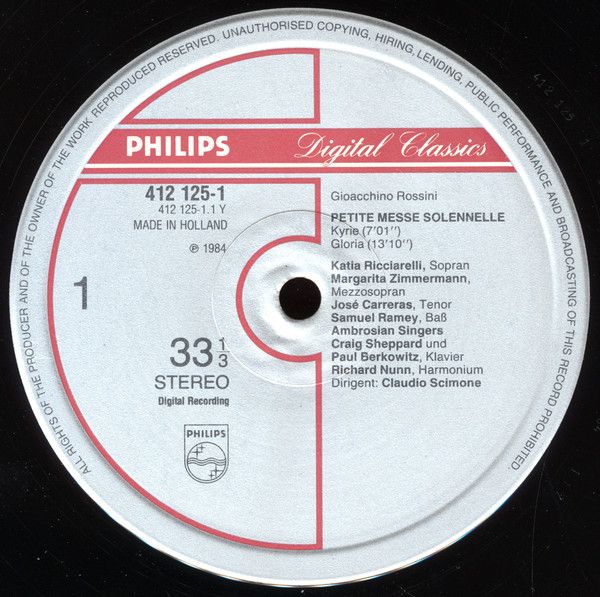 ALL RIGHTS OF THE PRODUCER AND OF THE OWNER OF THE WORK REPRODUCED RESERVED. UNAUTHORISED COPYING, HIRING, LENDING, PUBLIC PERFORMANCE AND BROADCASTING OF THIS RECORD PROHIBITED.
PHILIPS Digital Classics
412 125-1
412 125-1.1 Y
MADE IN HOLLAND
℗ 1984
1
33 1/3
STEREO
Digital Recording
PHILIPS
Gioacchino Rossini
PETITE MESSE SOLENNELLE
Kyrie (7'01'')
Gloria (13'10'')
Katia Ricciarelli, Sopran
Margarita Zimmermann,
Mezzosopran
José Carreras, Tenor
Samuel Ramey, Baß
Ambrosian Singers
Craig Sheppard und
Paul Berkowitz, Klavier
Richard Nunn, Harmonium
Dirigent: Claudio Scimone
412 125 1